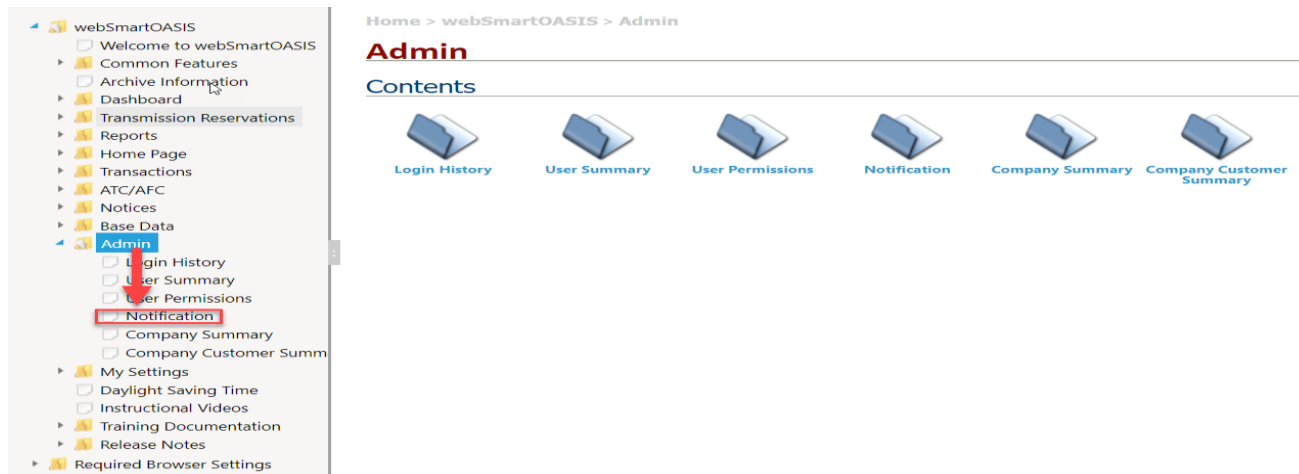 webSmartOASIS
Welcome to webSmartOASIS
Common Features
Archive Information
Dashboard
Transmission Reservations
Reports
Home Page
Transactions
ATC/AFC
Notices
Base Data
Admin
Login History
User Summary
User Permissions
Notification
Company Summary
Company Customer Summ
My Settings
Daylight Saving Time
Instructional Videos
Training Documentation
Release Notes
Required Browser Settings
Home > webSmartOASIS > Admin
Admin
Contents
Login History
User Summary
User Permissions
Notification
Company Summary
Company Customer
Summary